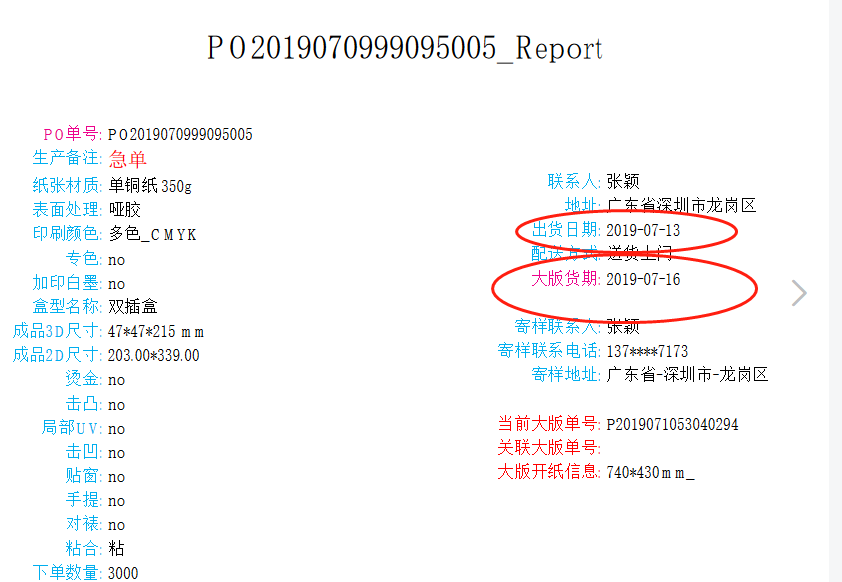 PO2019070999095005_Report
PO单号: PO2019070999095005
生产备注: 急单
纸张材质: 单铜纸 350g
表面处理: 哑胶
印刷颜色: 多色_CMYK
专色: no
加印白墨: no
盒型名称: 双插盒
成品3D尺寸: 47*47*215 mm
成品2D尺寸: 203.00*339.00
烫金: no
击凸: no
局部UV: no
击凹: no
贴窗: no
手提: no
对裱: no
粘合: 粘
下单数量: 3000
联系人: 张颖
地址: 广东省深圳市龙岗区
出货日期: 2019-07-13
配送方式: 送货上门
大版货期: 2019-07-16
寄样联系人: 张颖
寄样联系电话: 137****7173
寄样地址: 广东省-深圳市-龙岗区
当前大版单号: P2019071053040294
关联大版单号:
大版开纸信息: 740*430mm_